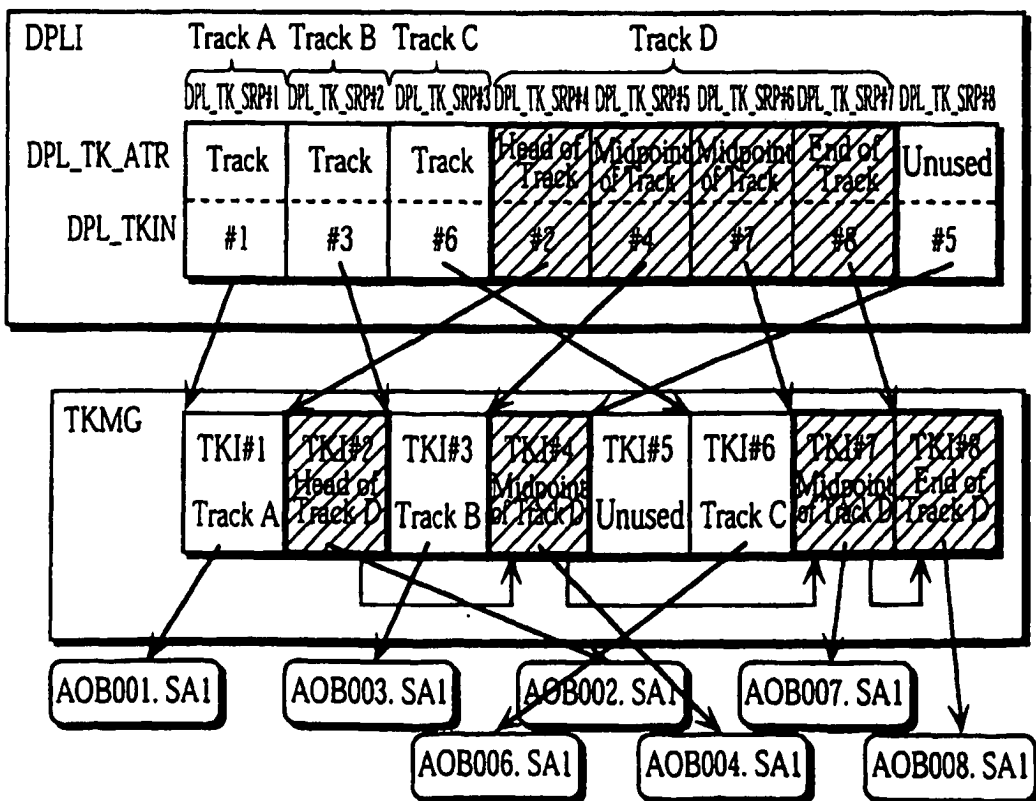 DPLI Track A Track B Track C Track D
DPL_TK_SRP#1 DPL_TK_SRP#2 DPL_TK_SRP#3 DPL_TK_SRP#4 DPL_TK_SRP#5 DPL_TK_SRP#6 DPL_TK_SRP#7 DPL_TK_SRP#8
DPL_TK_ATR Track Track Track Head of Track Midpoint of Track Midpoint of Track End of Track Unused
DPL_TKIN #1 #3 #6 #2 #4 #7 #8 #5
TKMG TKI#1 TKI#2 TKI#3 TKI#4 TKI#5 TKI#6 TKI#7 TKI#8
Track A Head of Track D Track B Midpoint of Track D Unused Track C Midpoint of Track D End of Track D
AOB001. SA1 AOB003. SA1 AOB002. SA1 AOB007. SA1
AOB006. SA1 AOB004. SA1 AOB008. SA1